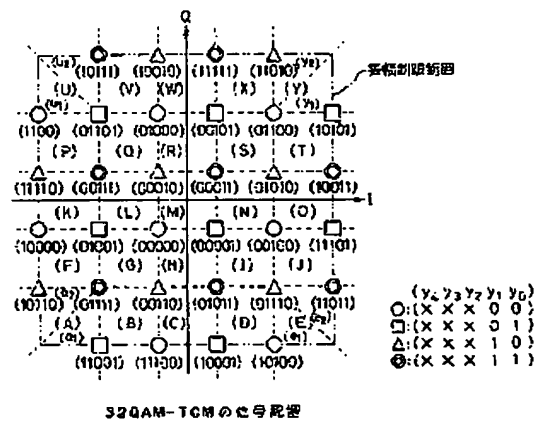 Q
(10111) (10010) (11111) (11010)
(U₂) (y₂)
振幅制限範囲
(U) (V) (W) (X) (Y)
(U₁) (y₁)
(1100) (01101) (01000) (00101) (01100) (10101)
(P) (Q) (R) (S) (T)
(11110) (00111) (00010) (00011) (01010) (10011)
I
(K) (L) (M) (N) (O)
(10000) (01001) (00000) (00001) (00100) (11101)
(F) (G) (H) (I) (J)
(10110) (01111) (00110) (01011) (01110) (11011)
(a₂) (e₂)
(A) (B) (C) (D) (E)
(a₁) (e₁)
(11001) (11100) (10001) (10100)
(y₄ y₃ y₂ y₁ y₀)
○:(X X X 0 0)
□:(X X X 0 1)
△:(X X X 1 0)
◎:(X X X 1 1)
32QAM-TCMの信号配置